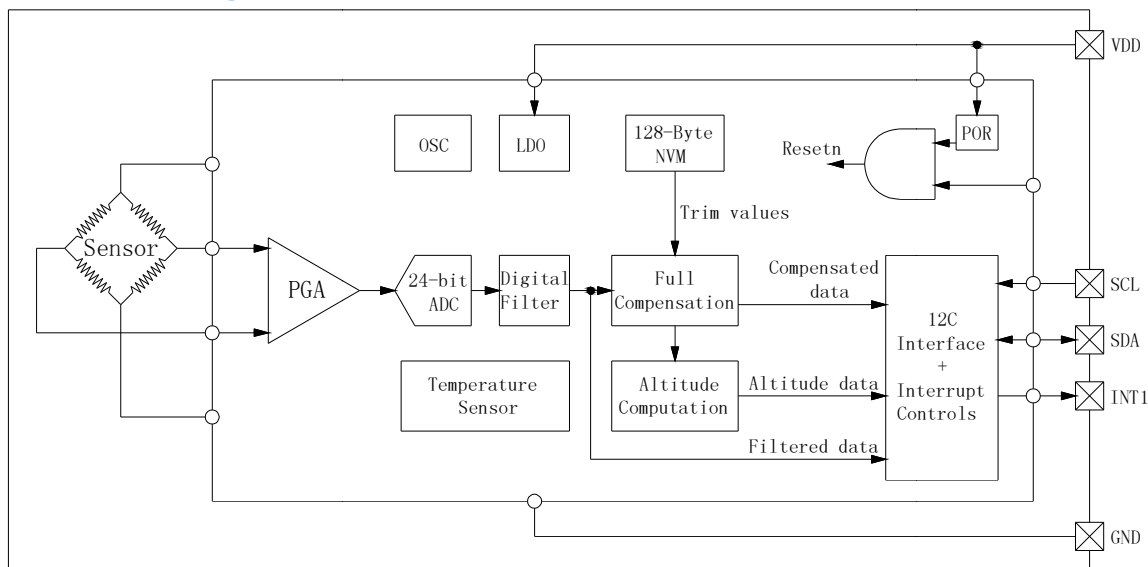 VDD
OSC
LDO
128-Byte
NVM
POR
Resetn
Trim values
Sensor
PGA
24-bit
ADC
Digital
Filter
Full
Compensation
Compensated
data
12C
Interface
+
Interrupt
Controls
SCL
SDA
INT1
Temperature
Sensor
Altitude
Computation
Altitude data
Filtered data
GND